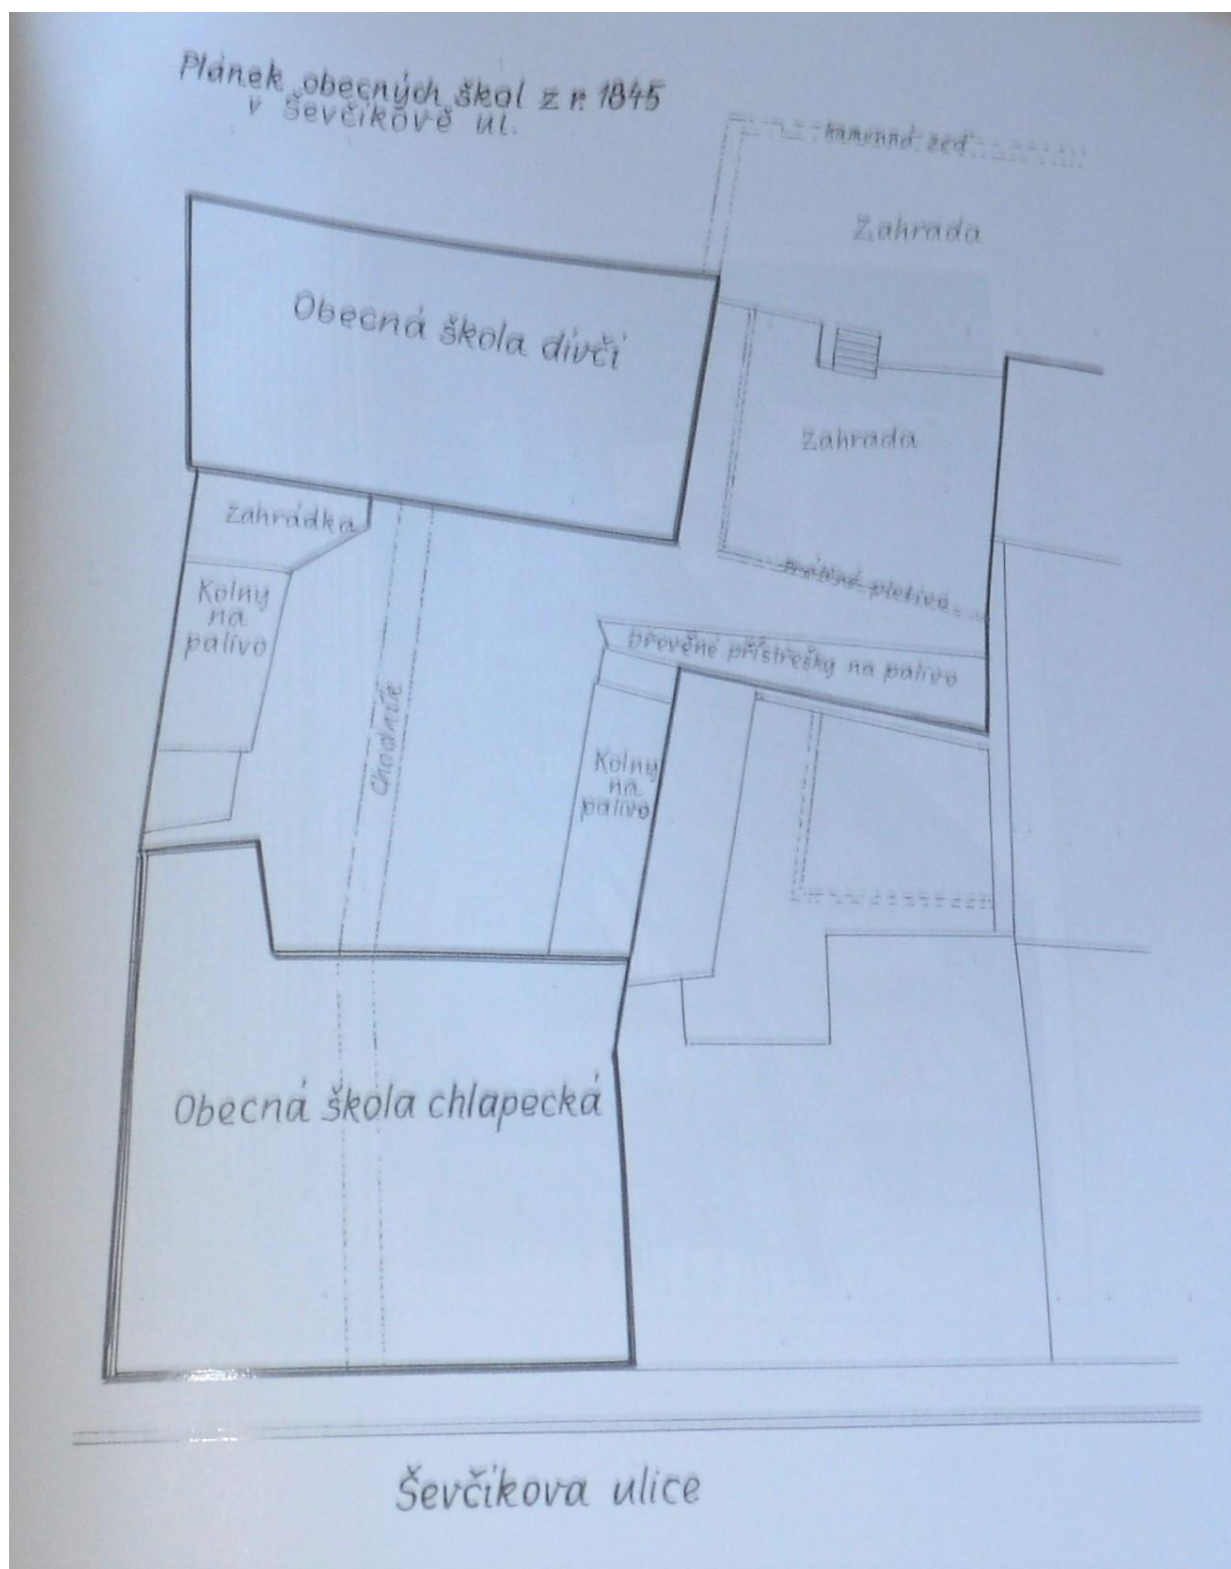 Plánek obecných škol z r. 1845
v Ševčíkově ul.
kamenná zeď
Zahrada
Obecná škola dívčí
Zahrada
Zahrádka
drátěné pletivo
Kolny
na
palivo
Dřevěné přístřešky na palivo
Chodník
Kolny
na
palivo
Obecná škola chlapecká
Ševčíkova ulice